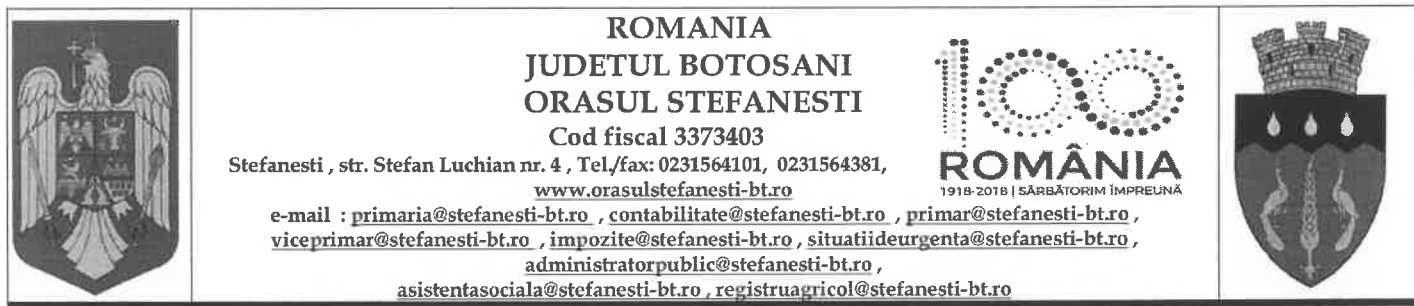 ROMANIA
JUDETUL BOTOSANI
ORASUL STEFANESTI
Cod fiscal 3373403
Stefanesti , str. Stefan Luchian nr. 4 , Tel./fax: 0231564101, 0231564381,
www.orasulstefanesti-bt.ro
e-mail : primaria@stefanesti-bt.ro , contabilitate@stefanesti-bt.ro , primar@stefanesti-bt.ro ,
viceprimar@stefanesti-bt.ro , impozite@stefanesti-bt.ro , situatiideurgenta@stefanesti-bt.ro ,
administratorpublic@stefanesti-bt.ro ,
asistentasociala@stefanesti-bt.ro , registruagricol@stefanesti-bt.ro
100
ROMÂNIA
1918-2018 | SĂRBĂTORIM ÎMPREUNĂ